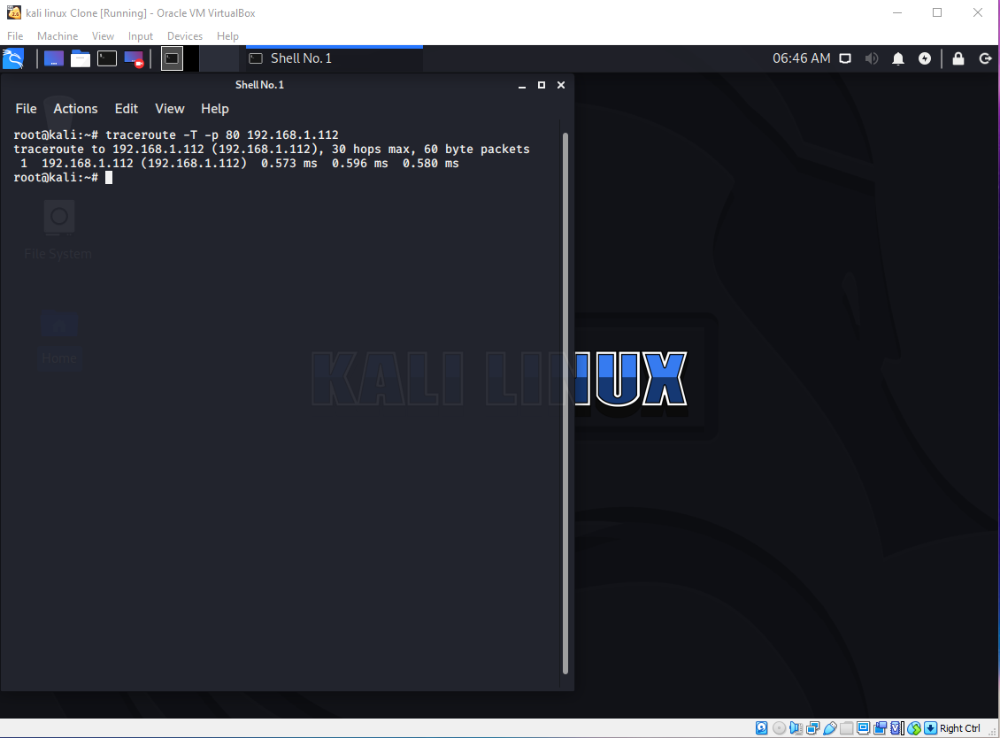 kali linux Clone [Running] - Oracle VM VirtualBox
File Machine View Input Devices Help
Shell No. 1
06:46 AM
Shell No. 1
File Actions Edit View Help
root@kali:~# traceroute -T -p 80 192.168.1.112
traceroute to 192.168.1.112 (192.168.1.112), 30 hops max, 60 byte packets
 1  192.168.1.112 (192.168.1.112)  0.573 ms  0.596 ms  0.580 ms
root@kali:~#
File System
Home
KALI LINUX
Right Ctrl